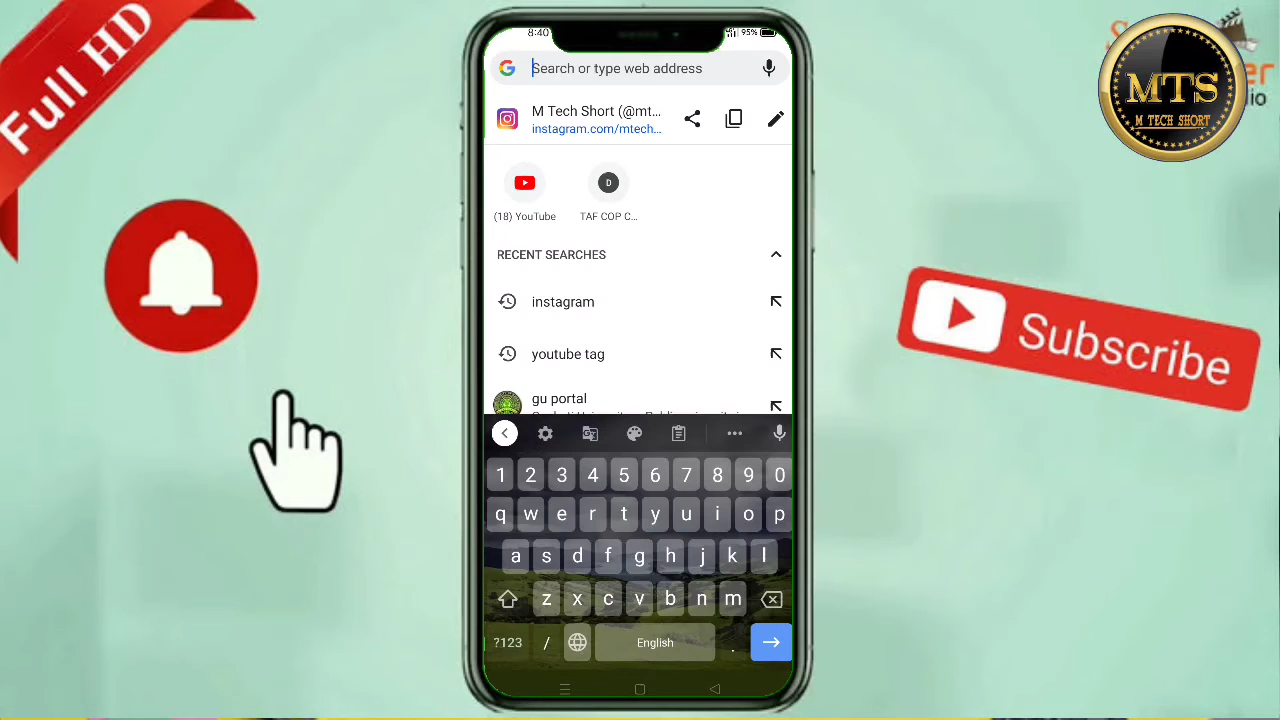 Full HD
8:40
95%
Search or type web address
M Tech Short (@mt...
instagram.com/mtech...
D
(18) YouTube
TAF COP C...
RECENT SEARCHES
instagram
youtube tag
gu portal
1 2 3 4 5 6 7 8 9 0
q w e r t y u i o p
a s d f g h j k l
z x c v b n m
?123 / English .
MTS
M TECH SHORT
Subscribe